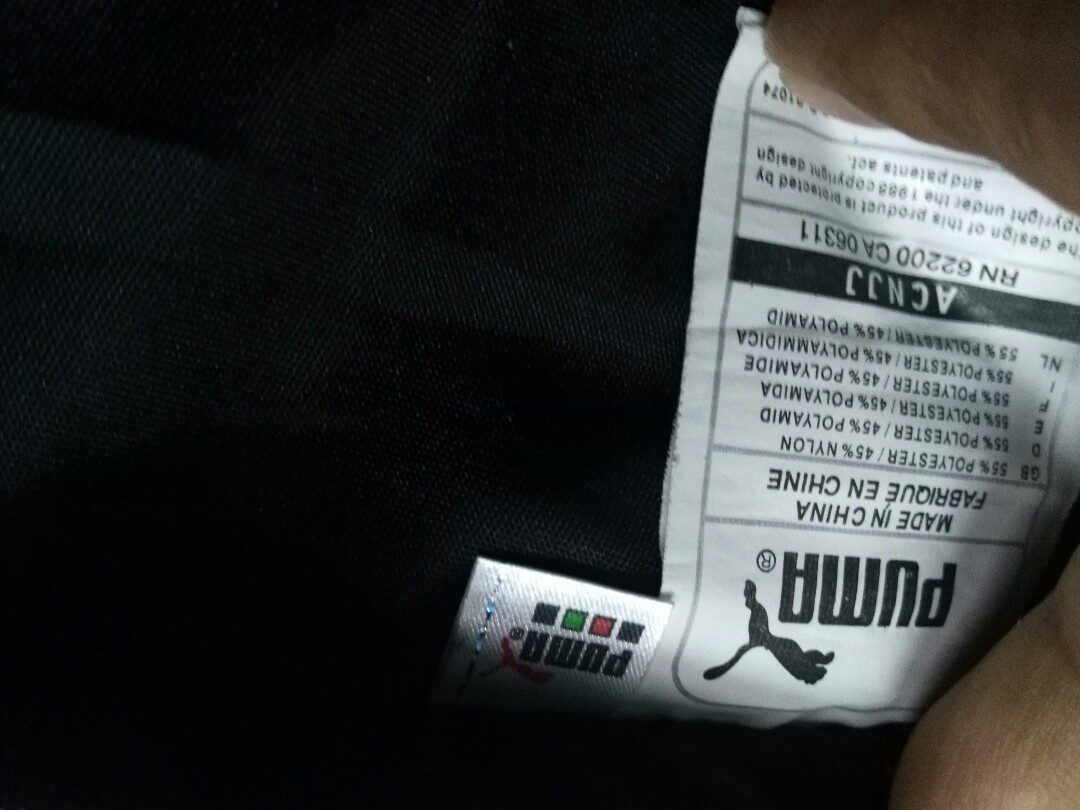 PUMA®
MADE IN CHINA
FABRIQUÉ EN CHINE
GB 55% POLYESTER / 45% NYLON
D 55% POLYESTER / 45% POLYAMID
E 55% POLYESTER / 45% POLYAMIDA
F 55% POLYESTER / 45% POLYAMIDE
I 55% POLYESTER / 45% POLYAMMIDICA
NL 55% POLYESTER / 45% POLYAMID
ACNJJ
RN 62200 CA 06311
The design of this product is protected by
copyright under the 1988 copyright design
and patents act.
PUMA®